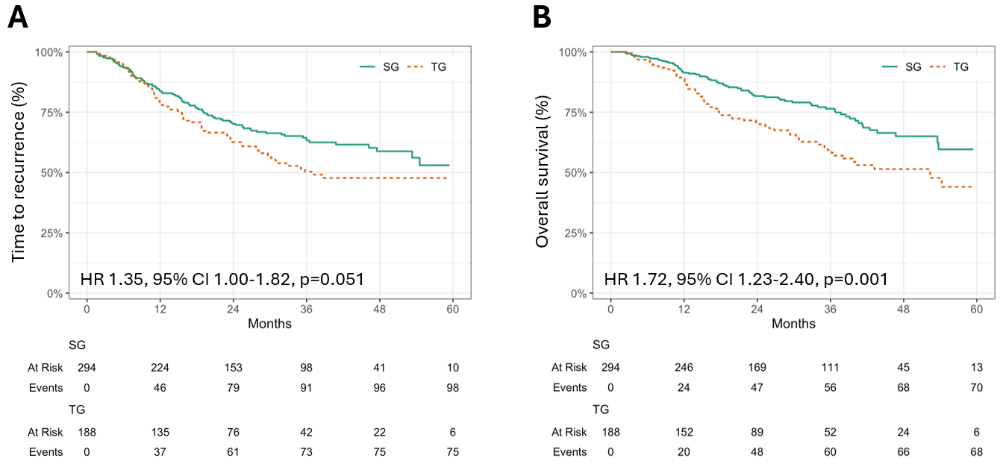 A
Time to recurrence (%)
100%
75%
50%
25%
0%
SG TG
HR 1.35, 95% CI 1.00-1.82, p=0.051
0 12 24 36 48 60
Months
SG
At Risk 294 224 153 98 41 10
Events 0 46 79 91 96 98
TG
At Risk 188 135 76 42 22 6
Events 0 37 61 73 75 75
B
Overall survival (%)
100%
75%
50%
25%
0%
SG TG
HR 1.72, 95% CI 1.23-2.40, p=0.001
0 12 24 36 48 60
Months
SG
At Risk 294 246 169 111 45 13
Events 0 24 47 56 68 70
TG
At Risk 188 152 89 52 24 6
Events 0 20 48 60 66 68